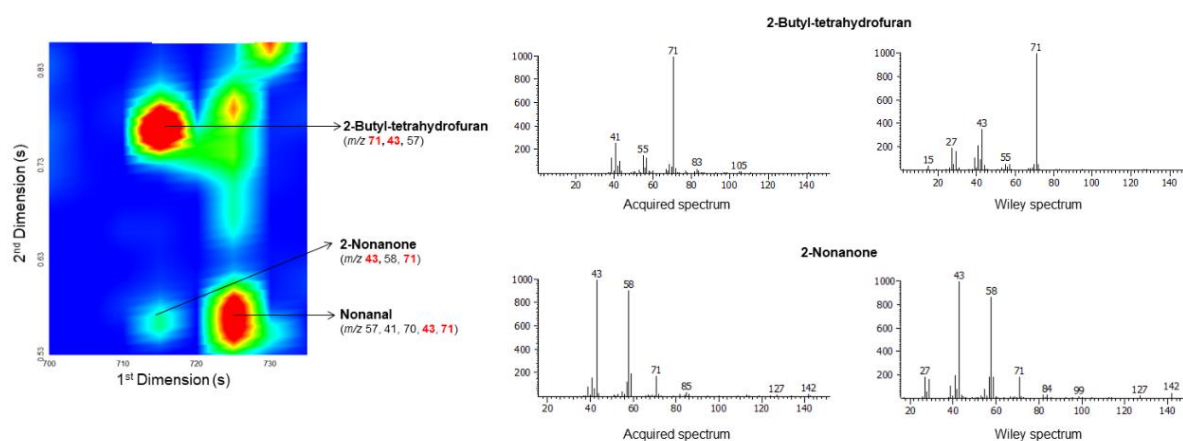 2nd Dimension (s)
0.83
0.73
0.63
0.53
700
710
720
730
1st Dimension (s)
2-Butyl-tetrahydrofuran
(m/z 71, 43, 57)
2-Nonanone
(m/z 43, 58, 71)
Nonanal
(m/z 57, 41, 70, 43, 71)
2-Butyl-tetrahydrofuran
1000
800
600
400
200
41
55
71
83
105
20 40 60 80 100 120 140
Acquired spectrum
1000
800
600
400
200
15
27
43
55
71
20 40 60 80 100 120 140
Wiley spectrum
2-Nonanone
1000
800
600
400
200
43
58
71
85
127
142
20 40 60 80 100 120 140
Acquired spectrum
1000
800
600
400
200
27
43
58
71
84
99
127
142
20 40 60 80 100 120 140
Wiley spectrum